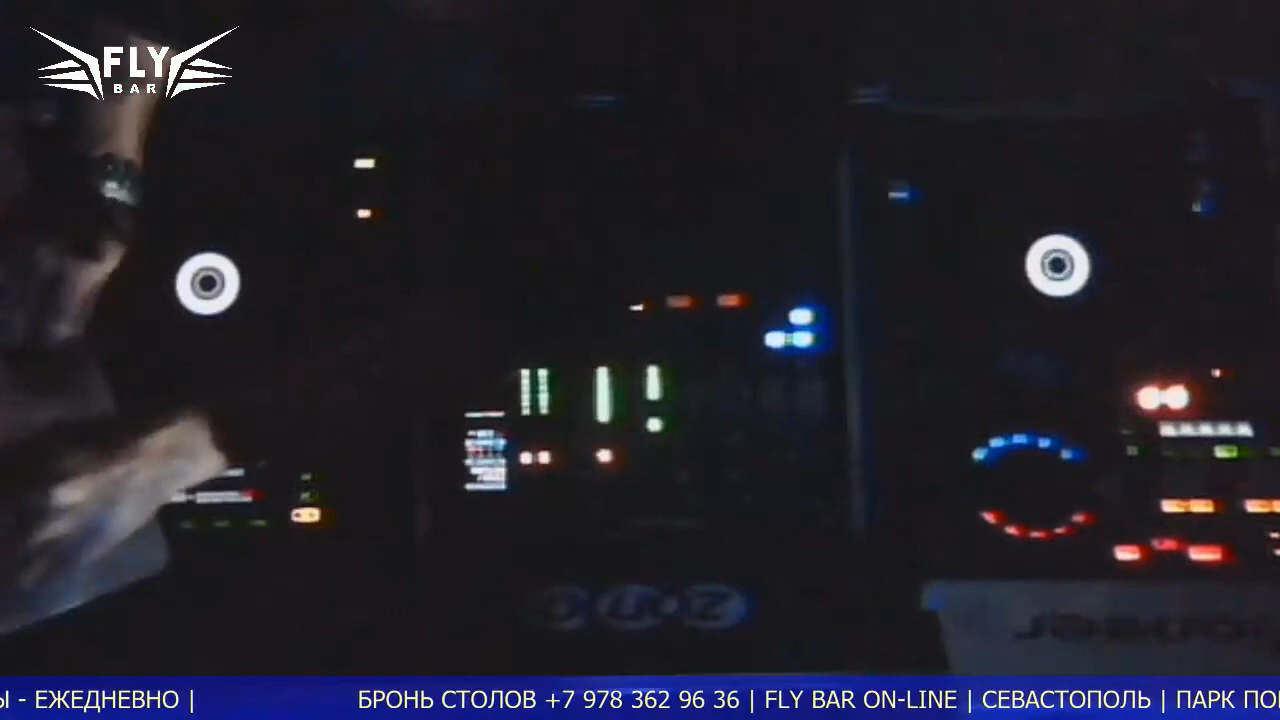 FLY
BAR
Ы - ЕЖЕДНЕВНО | БРОНЬ СТОЛОВ +7 978 362 96 36 | FLY BAR ON-LINE | СЕВАСТОПОЛЬ | ПАРК ПО